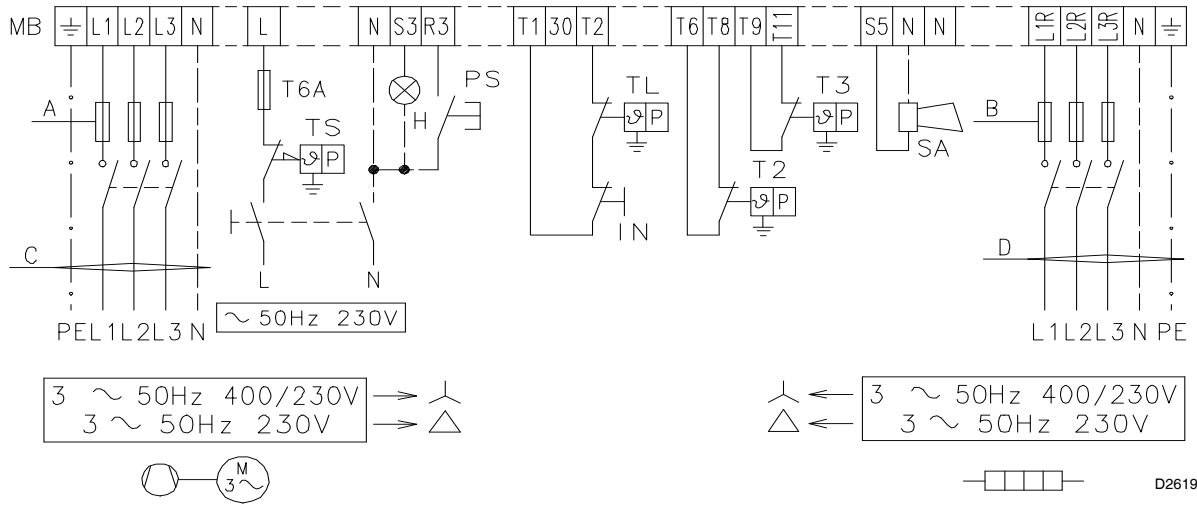 MB ⏚ L1 L2 L3 N L N S3 R3 T1 30 T2 T6 T8 T9 T11 S5 N N L1R L2R L3R N ⏚
A T6A H PS TL T3 B
TS SA
T2
IN
C D
L N
PE L1 L2 L3 N L1 L2 L3 N PE
~ 50Hz 230V
ϑ P
ϑ P
ϑ P
ϑ P
3 ~ 50Hz 400/230V
3 ~ 50Hz 230V
3 ~ 50Hz 400/230V
3 ~ 50Hz 230V
M
3~
D2619